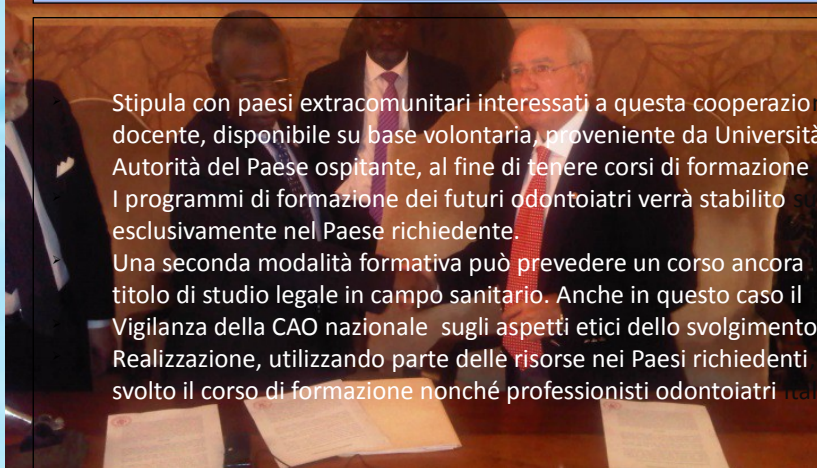 Stipula con paesi extracomunitari interessati a questa cooperazion
docente, disponibile su base volontaria, proveniente da Università
Autorità del Paese ospitante, al fine di tenere corsi di formazione
I programmi di formazione dei futuri odontoiatri verrà stabilito su
esclusivamente nel Paese richiedente.
Una seconda modalità formativa può prevedere un corso ancora
titolo di studio legale in campo sanitario. Anche in questo caso il
Vigilanza della CAO nazionale sugli aspetti etici dello svolgimento
Realizzazione, utilizzando parte delle risorse nei Paesi richiedenti
svolto il corso di formazione nonché professionisti odontoiatri ital